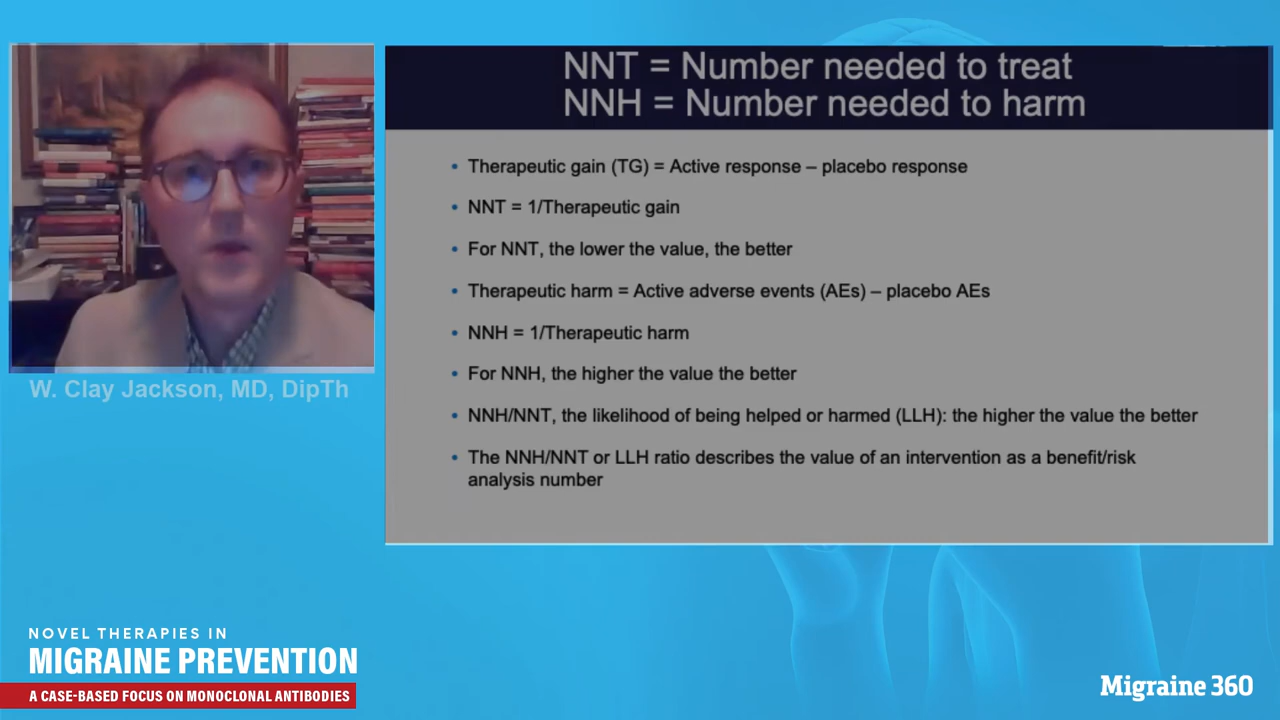 NNT = Number needed to treat
NNH = Number needed to harm
• Therapeutic gain (TG) = Active response – placebo response
• NNT = 1/Therapeutic gain
• For NNT, the lower the value, the better
• Therapeutic harm = Active adverse events (AEs) – placebo AEs
• NNH = 1/Therapeutic harm
• For NNH, the higher the value the better
• NNH/NNT, the likelihood of being helped or harmed (LLH): the higher the value the better
• The NNH/NNT or LLH ratio describes the value of an intervention as a benefit/risk
analysis number
W. Clay Jackson, MD, DipTh
NOVEL THERAPIES IN
MIGRAINE PREVENTION
A CASE-BASED FOCUS ON MONOCLONAL ANTIBODIES
Migraine 360